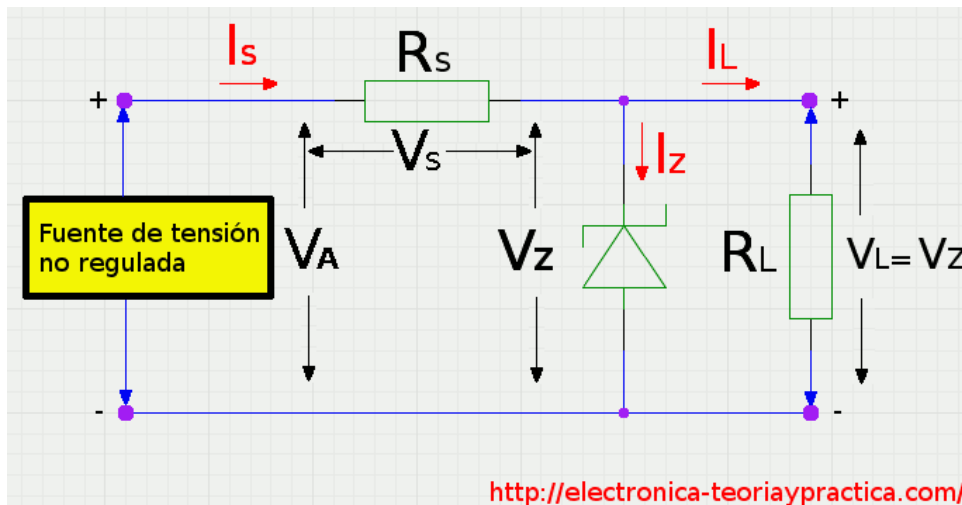 Is
Rs
IL
+
+
Vs
Iz
Fuente de tensión
no regulada
VA
Vz
RL
VL= VZ
-
-
http://electronica-teoriaypractica.com/